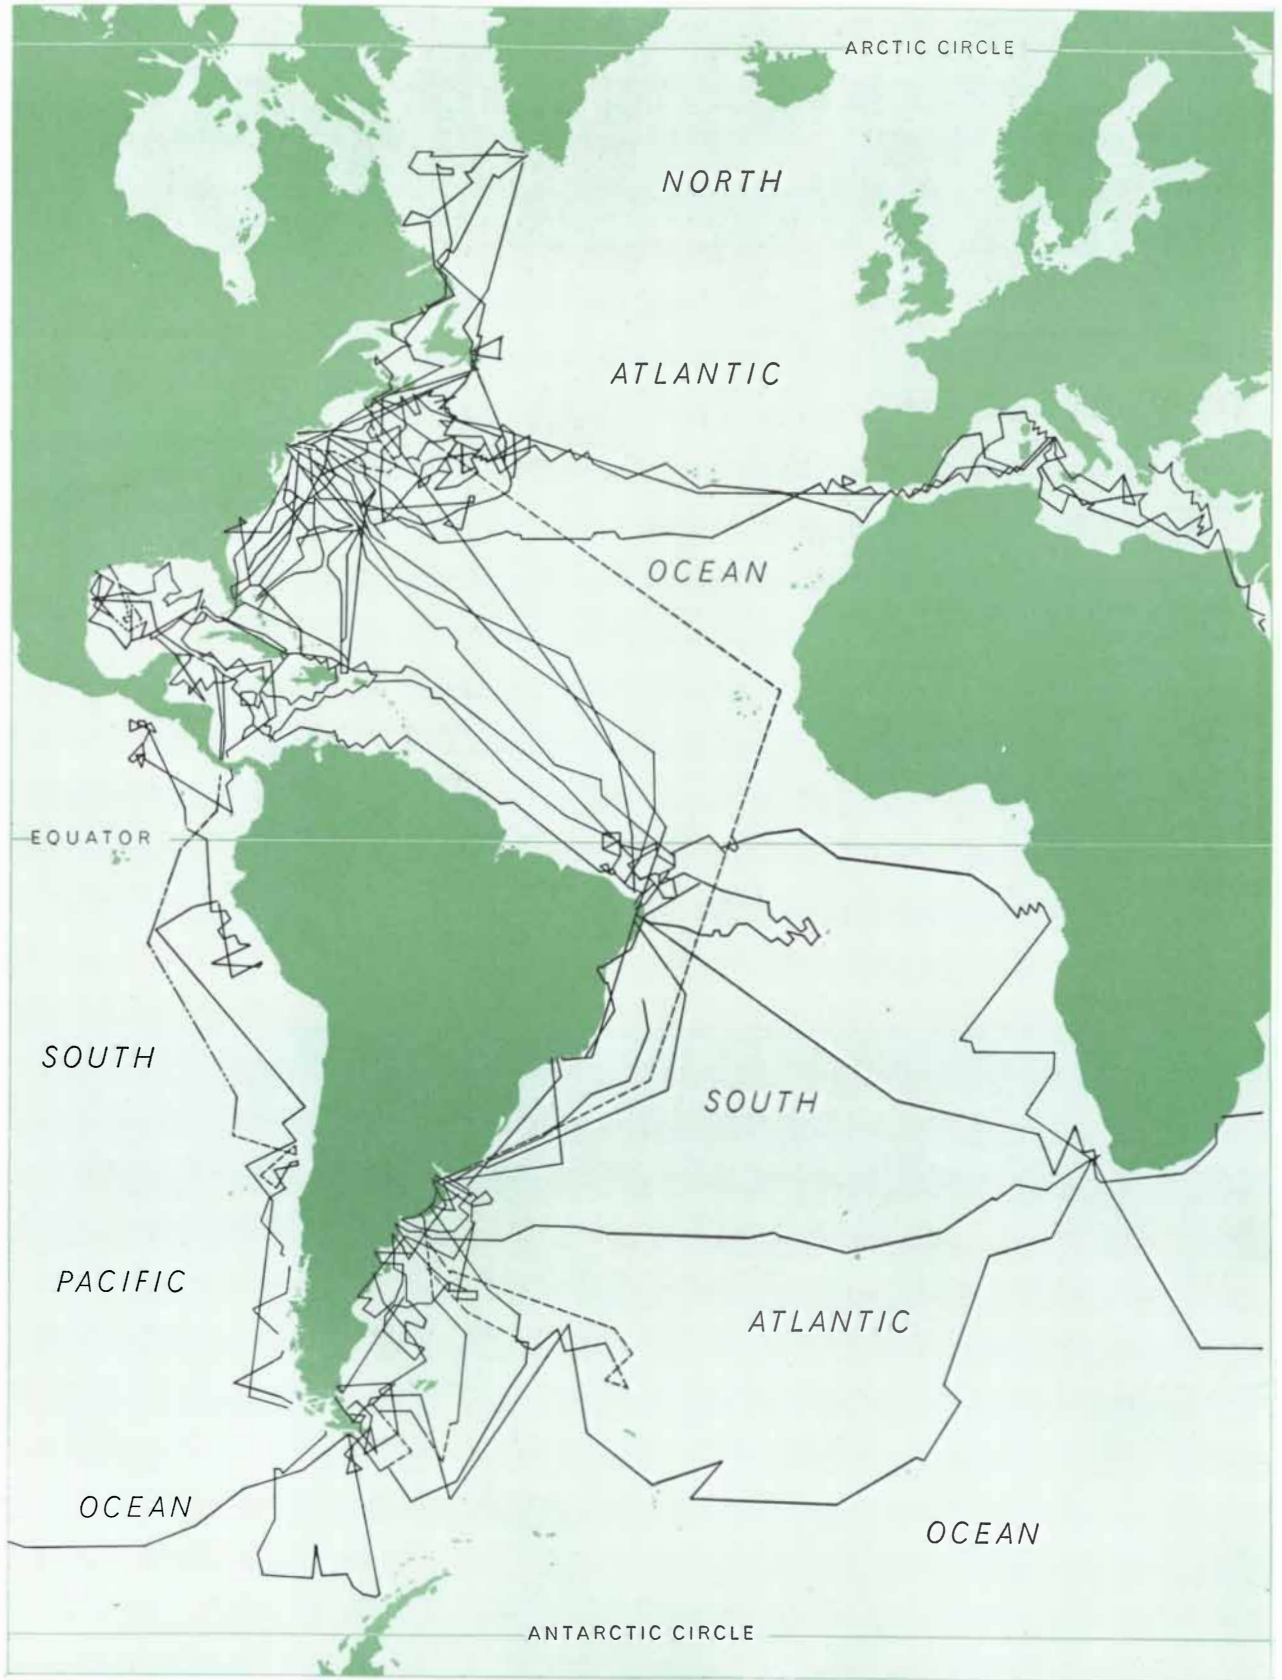 ARCTIC CIRCLE
NORTH
ATLANTIC
OCEAN
EQUATOR
SOUTH
SOUTH
PACIFIC
ATLANTIC
OCEAN
OCEAN
ANTARCTIC CIRCLE